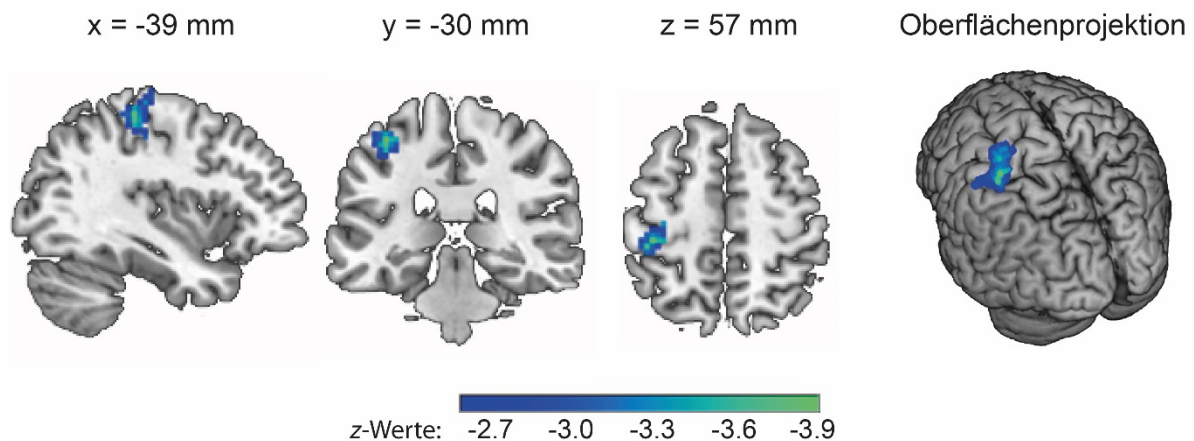 x = -39 mm y = -30 mm z = 57 mm Oberflächenprojektion
z-Werte: -2.7 -3.0 -3.3 -3.6 -3.9